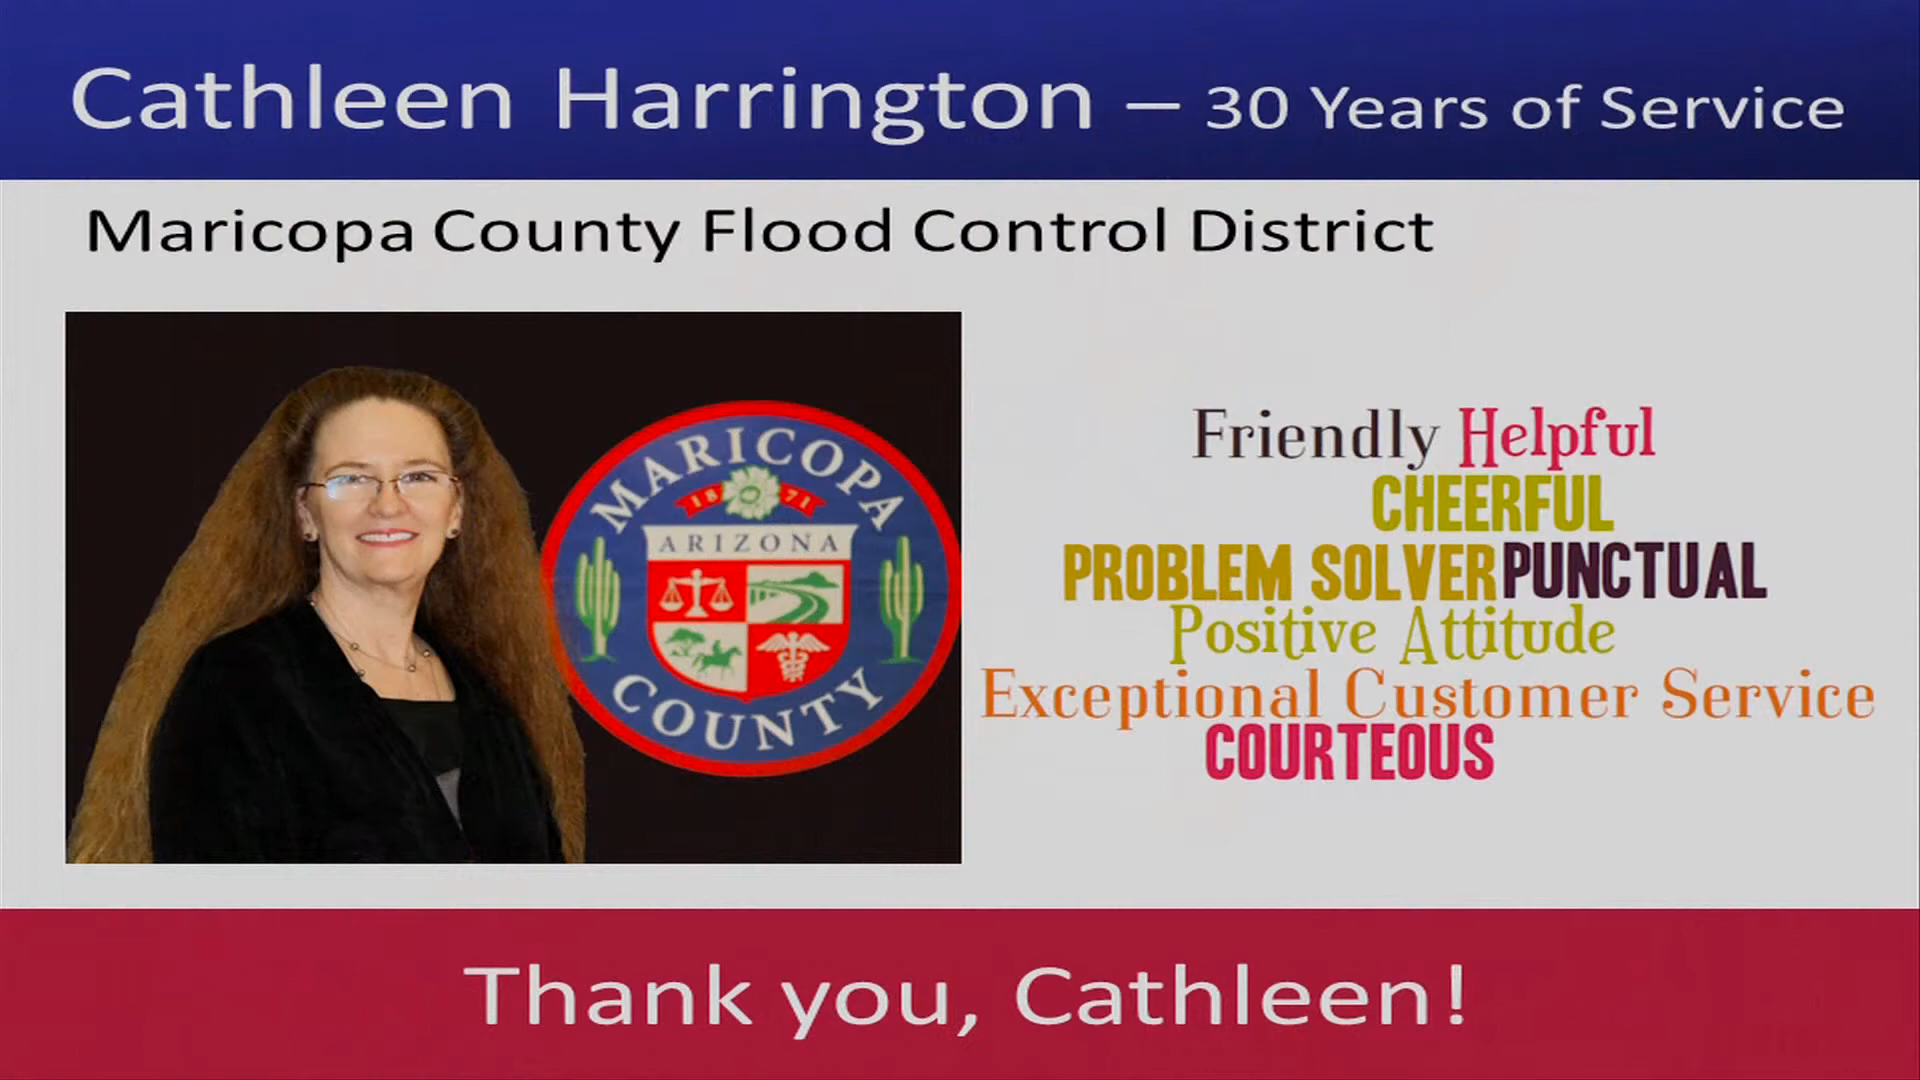 Cathleen Harrington – 30 Years of Service
Maricopa County Flood Control District
MARICOPA
18 71
ARIZONA
COUNTY
Friendly Helpful
CHEERFUL
PROBLEM SOLVER PUNCTUAL
Positive Attitude
Exceptional Customer Service
COURTEOUS
Thank you, Cathleen!